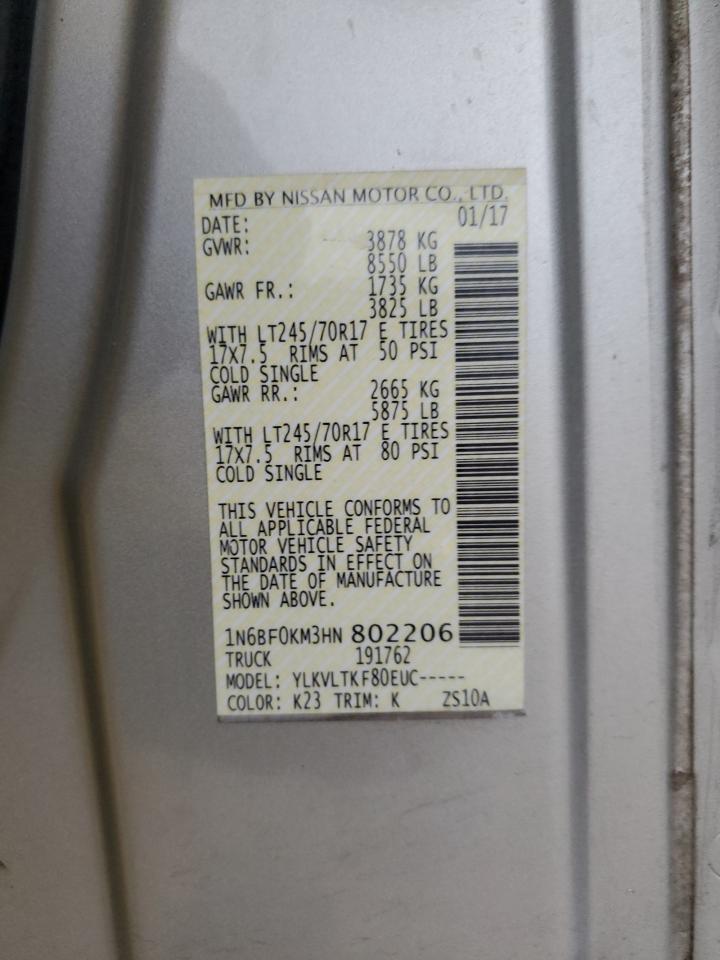 MFD BY NISSAN MOTOR CO., LTD.
DATE: 01/17
GVWR: 3878 KG
8550 LB
GAWR FR.: 1735 KG
3825 LB
WITH LT245/70R17 E TIRES
17X7.5 RIMS AT 50 PSI
COLD SINGLE
GAWR RR.: 2665 KG
5875 LB
WITH LT245/70R17 E TIRES
17X7.5 RIMS AT 80 PSI
COLD SINGLE
THIS VEHICLE CONFORMS TO
ALL APPLICABLE FEDERAL
MOTOR VEHICLE SAFETY
STANDARDS IN EFFECT ON
THE DATE OF MANUFACTURE
SHOWN ABOVE.
1N6BF0KM3HN 802206
TRUCK 191762
MODEL: YLKVLTKF80EUC-----
COLOR: K23 TRIM: K ZS10A